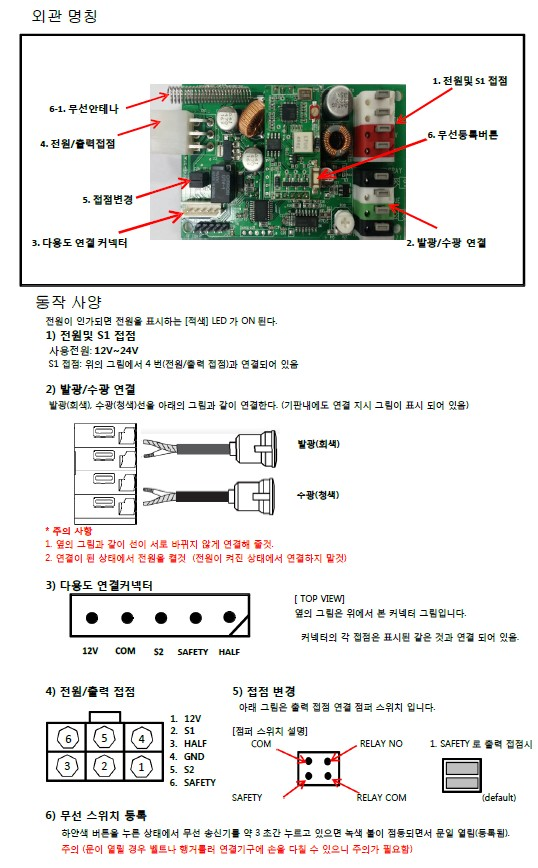 외관 명칭
1. 전원및 S1 접점
6-1. 무선안테나
4. 전원/출력접점
6. 무선등록버튼
5. 접점변경
3. 다용도 연결 커넥터
2. 발광/수광 연결
동작 사양
전원이 인가되면 전원을 표시하는 [적색] LED 가 ON 된다.
1) 전원및 S1 접점
사용전원: 12V~24V
S1 접점: 위의 그림에서 4 번(전원/출력 접점)과 연결되어 있음
2) 발광/수광 연결
발광(회색), 수광(청색)선을 아래의 그림과 같이 연결한다. (기판내에도 연결 지시 그림이 표시 되어 있음)
발광(회색)
수광(청색)
* 주의 사항
1. 옆의 그림과 같이 선이 서로 바뀌지 않게 연결해 줄것.
2. 연결이 된 상태에서 전원을 켤것 (전원이 켜진 상태에서 연결하지 말것)
3) 다용도 연결커넥터
[ TOP VIEW]
옆의 그림은 위에서 본 커넥터 그림입니다.
커넥터의 각 접점은 표시된 같은 것과 연결 되어 있음.
12V COM S2 SAFETY HALF
4) 전원/출력 접점
6 5 4
3 2 1
1. 12V
2. S1
3. HALF
4. GND
5. S2
6. SAFETY
5) 접점 변경
아래 그림은 출력 접점 연결 점퍼 스위치 입니다.
[점퍼 스위치 설명]
COM RELAY NO
SAFETY RELAY COM
1. SAFETY 로 출력 접점시
(default)
6) 무선 스위치 등록
하얀색 버튼을 누른 상태에서 무선 송신기를 약 3 초간 누르고 있으면 녹색 불이 점등되면서 문일 열림(등록됨).
주의 (문이 열릴 경우 벨트나 행거롤러 연결기구에 손을 다칠 수 있으니 주의가 필요함)